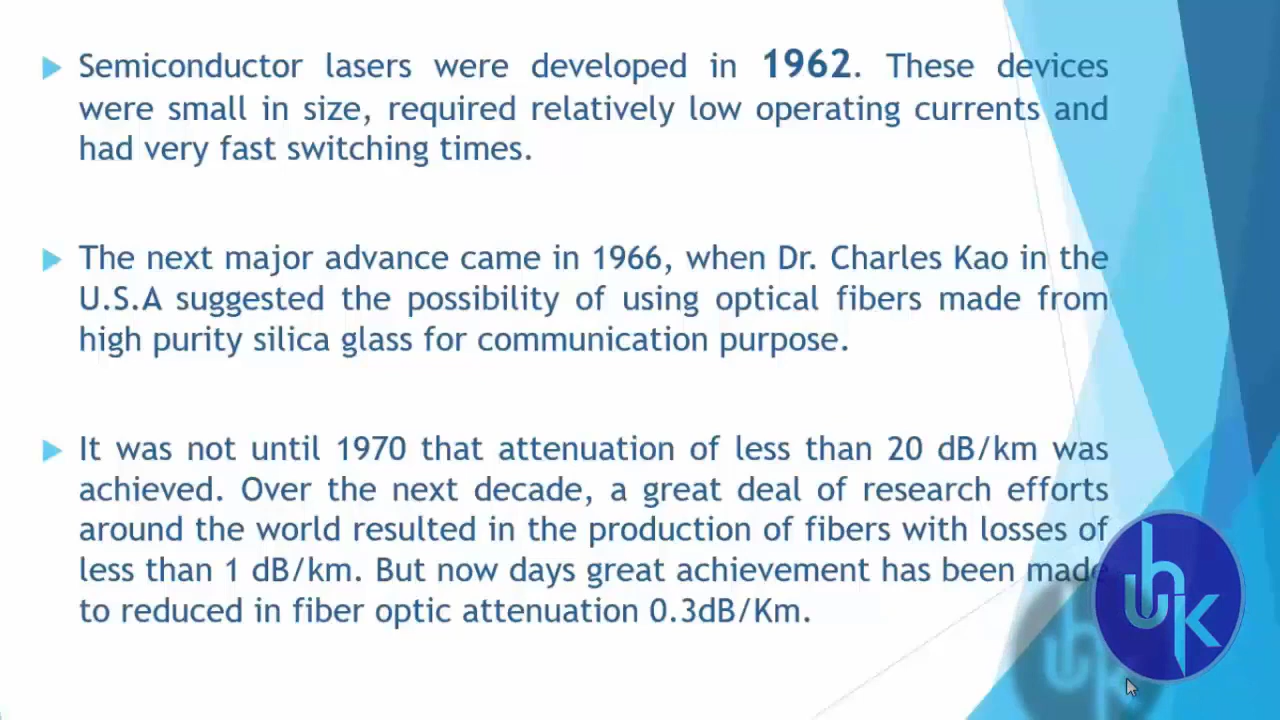 Semiconductor lasers were developed in 1962. These devices
were small in size, required relatively low operating currents and
had very fast switching times.
The next major advance came in 1966, when Dr. Charles Kao in the
U.S.A suggested the possibility of using optical fibers made from
high purity silica glass for communication purpose.
It was not until 1970 that attenuation of less than 20 dB/km was
achieved. Over the next decade, a great deal of research efforts
around the world resulted in the production of fibers with losses of
less than 1 dB/km. But now days great achievement has been made
to reduced in fiber optic attenuation 0.3dB/Km.
uhk